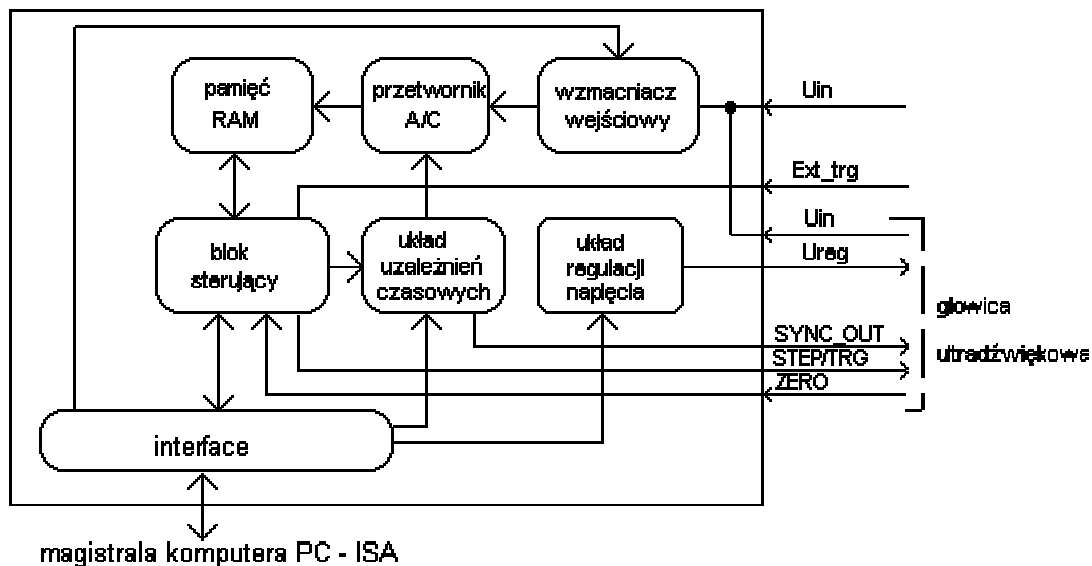 pamięć
RAM
przetwornik
A/C
wzmacniacz
wejściowy
Uin
Ext_trg
Uin
Ureg
blok
sterujący
układ
uzależnień
czasowych
układ
regulacji
napięcia
głowica
utradźwiękowa
SYNC_OUT
STEP/TRG
ZERO
interface
magistrala komputera PC - ISA